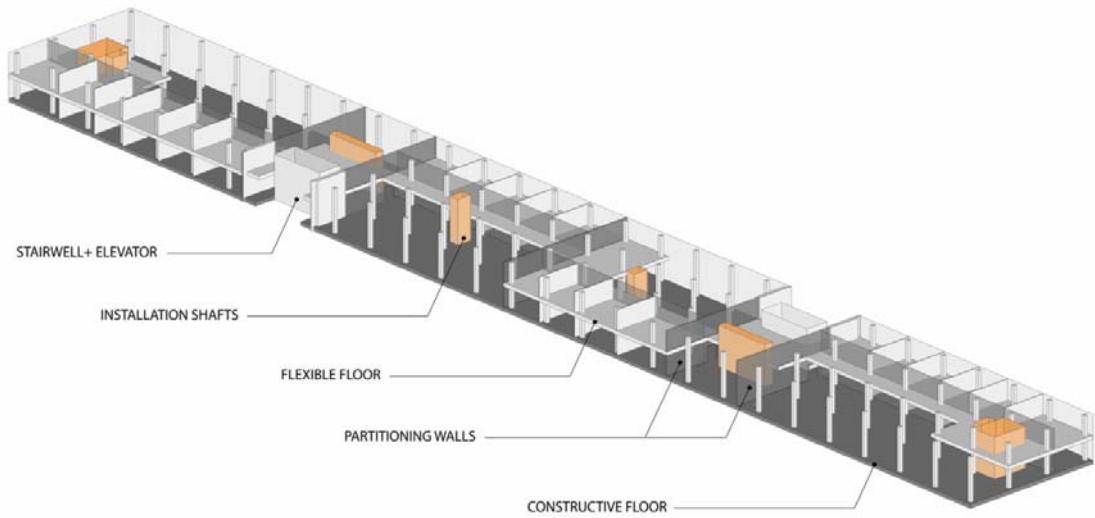 STAIRWELL+ ELEVATOR
INSTALLATION SHAFTS
FLEXIBLE FLOOR
PARTITIONING WALLS
CONSTRUCTIVE FLOOR